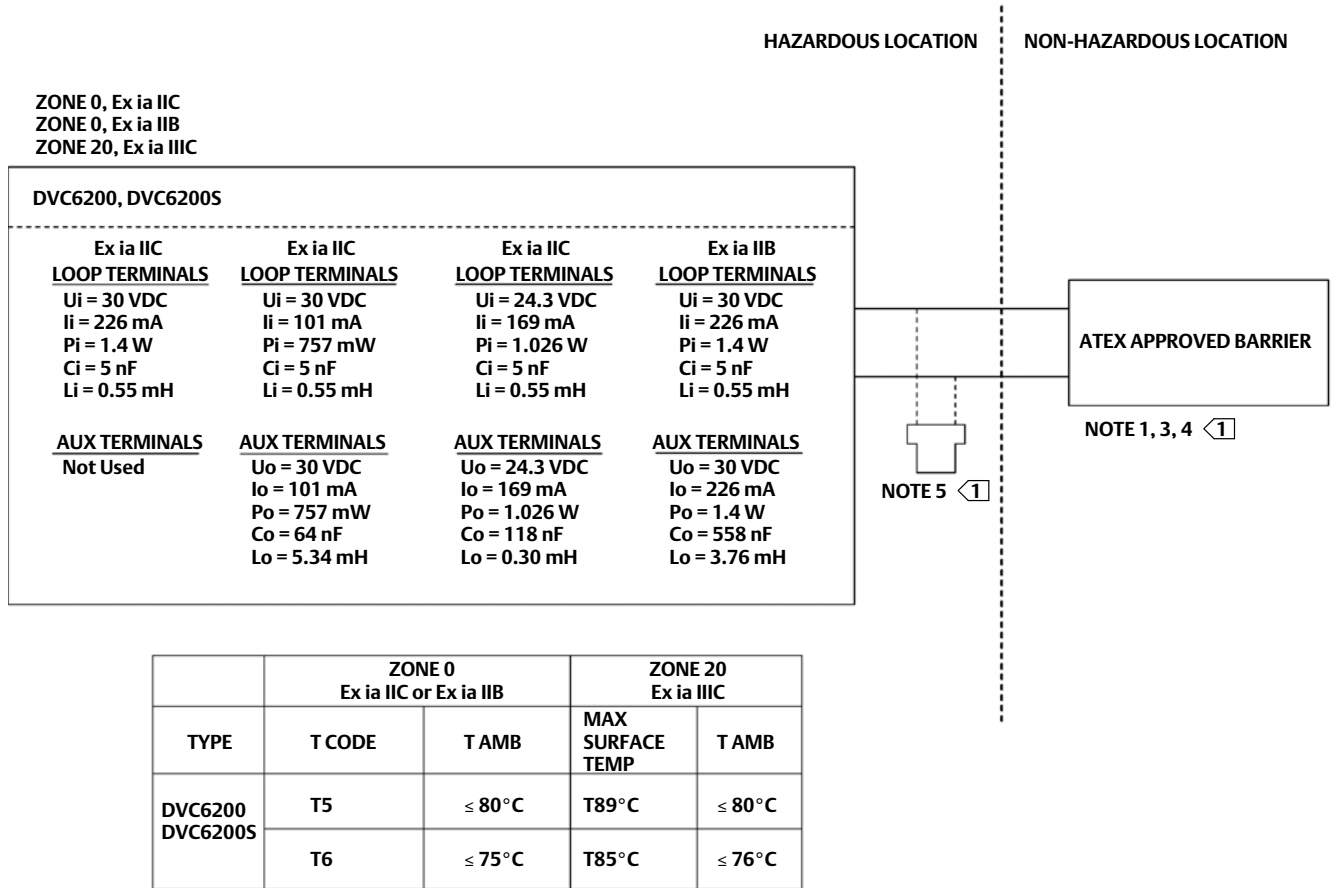 HAZARDOUS LOCATION
NON-HAZARDOUS LOCATION
ZONE 0, Ex ia IIC
ZONE 0, Ex ia IIB
ZONE 20, Ex ia IIIC
DVC6200, DVC6200S
Ex ia IIC
LOOP TERMINALS
Ui = 30 VDC
Ii = 226 mA
Pi = 1.4 W
Ci = 5 nF
Li = 0.55 mH
AUX TERMINALS
Not Used
Ex ia IIC
LOOP TERMINALS
Ui = 30 VDC
Ii = 101 mA
Pi = 757 mW
Ci = 5 nF
Li = 0.55 mH
AUX TERMINALS
Uo = 30 VDC
Io = 101 mA
Po = 757 mW
Co = 64 nF
Lo = 5.34 mH
Ex ia IIC
LOOP TERMINALS
Ui = 24.3 VDC
Ii = 169 mA
Pi = 1.026 W
Ci = 5 nF
Li = 0.55 mH
AUX TERMINALS
Uo = 24.3 VDC
Io = 169 mA
Po = 1.026 W
Co = 118 nF
Lo = 0.30 mH
Ex ia IIB
LOOP TERMINALS
Ui = 30 VDC
Ii = 226 mA
Pi = 1.4 W
Ci = 5 nF
Li = 0.55 mH
AUX TERMINALS
Uo = 30 VDC
Io = 226 mA
Po = 1.4 W
Co = 558 nF
Lo = 3.76 mH
ATEX APPROVED BARRIER
NOTE 1, 3, 4 1
NOTE 5 1
ZONE 0
Ex ia IIC or Ex ia IIB
ZONE 20
Ex ia IIIC
TYPE
T CODE
T AMB
MAX
SURFACE
TEMP
T AMB
DVC6200
DVC6200S
T5
≤ 80°C
T89°C
≤ 80°C
T6
≤ 75°C
T85°C
≤ 76°C